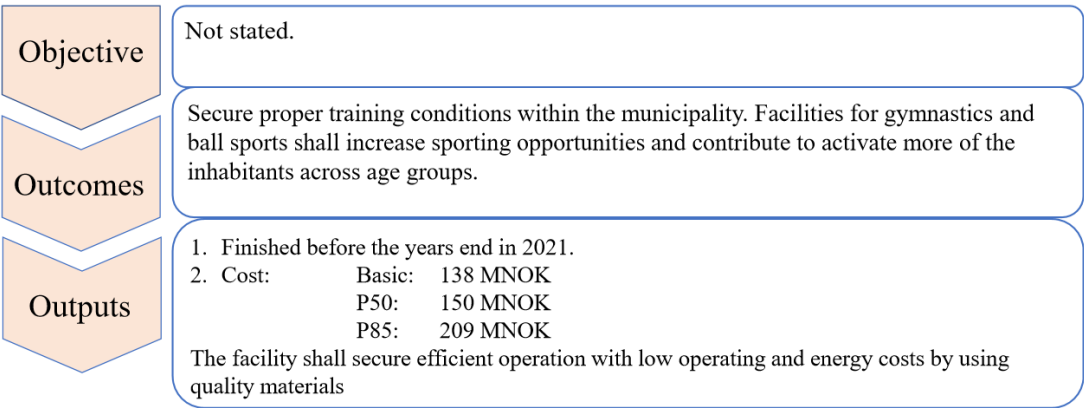 Objective
Not stated.
Outcomes
Secure proper training conditions within the municipality. Facilities for gymnastics and
ball sports shall increase sporting opportunities and contribute to activate more of the
inhabitants across age groups.
Outputs
1. Finished before the years end in 2021.
2. Cost: Basic: 138 MNOK
P50: 150 MNOK
P85: 209 MNOK
The facility shall secure efficient operation with low operating and energy costs by using
quality materials